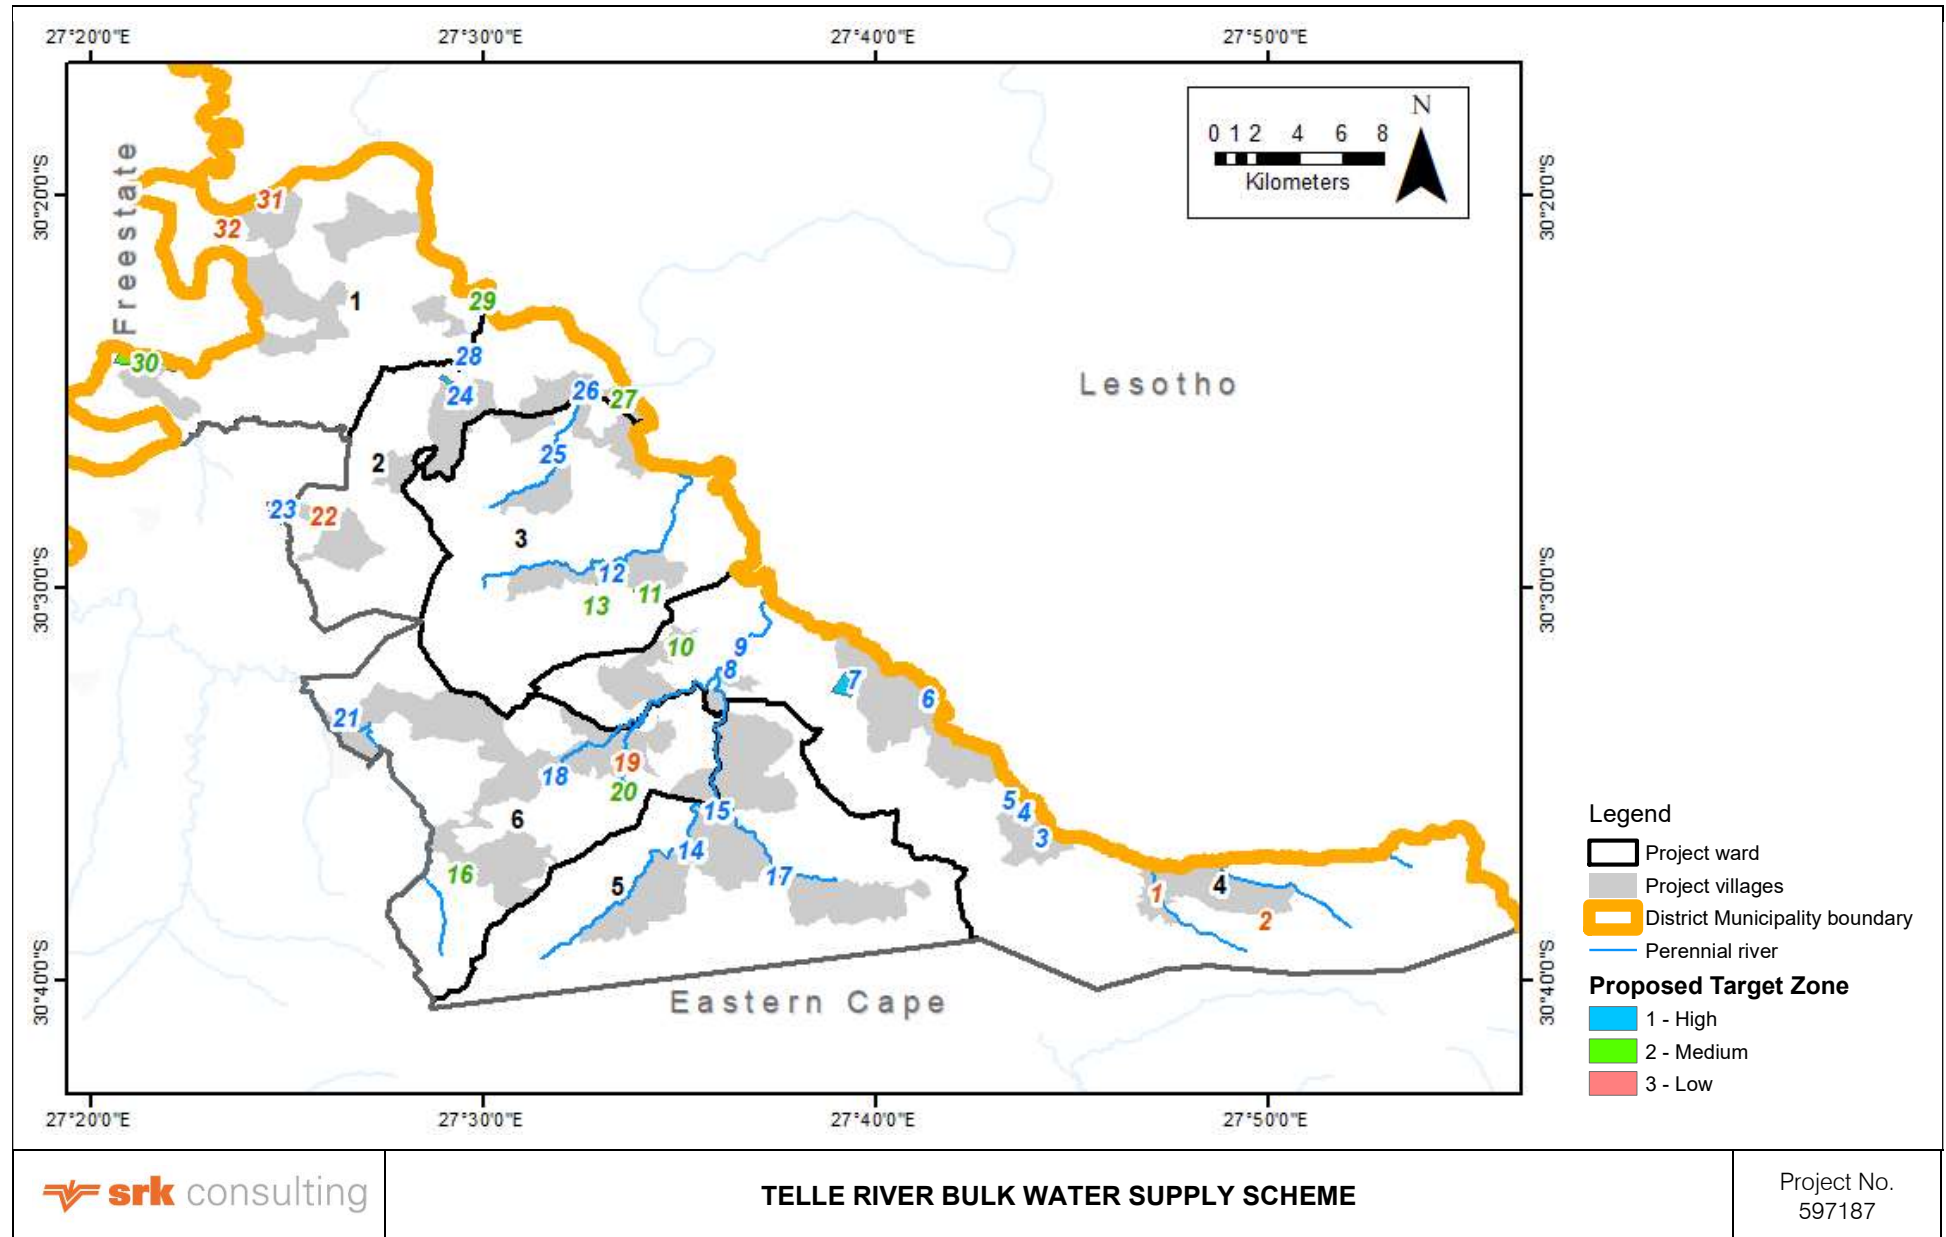 27°20'0"E 27°30'0"E 27°40'0"E 27°50'0"E
N
0 1 2 4 6 8
Kilometers
Freestate
30°20'0"S
30°20'0"S
31
32
1
29
30
28
24
26
27
Lesotho
2
25
23
22
3
12
13
11
30°30'0"S
30°30'0"S
10
9
8
7
6
21
18
19
20
6
15
5
4
3
14
16
5
17
1
4
2
30°40'0"S
30°40'0"S
Eastern Cape
27°20'0"E 27°30'0"E 27°40'0"E 27°50'0"E
Legend
Project ward
Project villages
District Municipality boundary
Perennial river
Proposed Target Zone
1 - High
2 - Medium
3 - Low
srk consulting
TELLE RIVER BULK WATER SUPPLY SCHEME
Project No.
597187